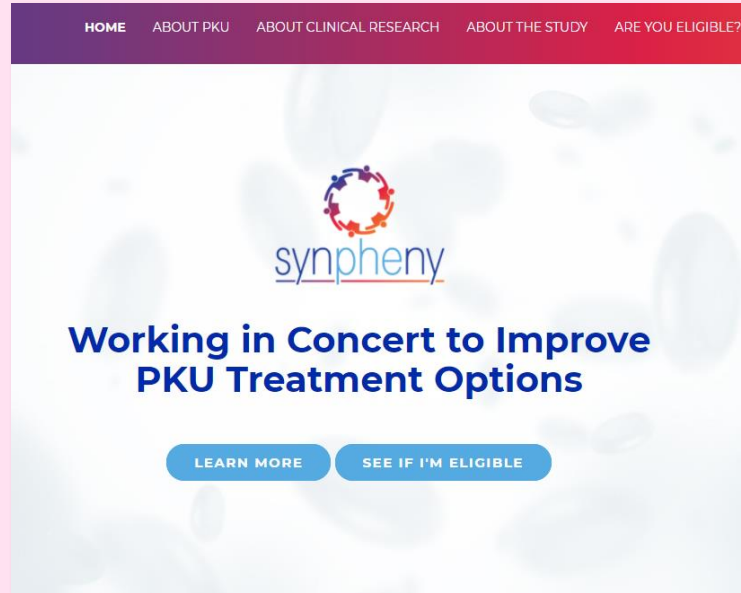 HOME ABOUT PKU ABOUT CLINICAL RESEARCH ABOUT THE STUDY ARE YOU ELIGIBLE?
synpheny
Working in Concert to Improve
PKU Treatment Options
LEARN MORE SEE IF I'M ELIGIBLE